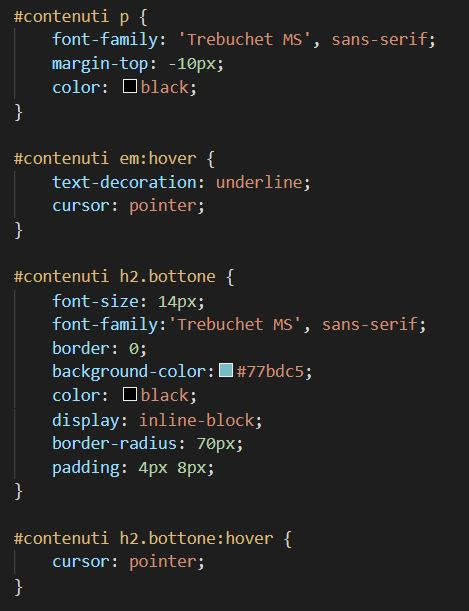 #contenuti p {
    font-family: 'Trebuchet MS', sans-serif;
    margin-top: -10px;
    color: black;
}

#contenuti em:hover {
    text-decoration: underline;
    cursor: pointer;
}

#contenuti h2.bottone {
    font-size: 14px;
    font-family:'Trebuchet MS', sans-serif;
    border: 0;
    background-color:#77bdc5;
    color: black;
    display: inline-block;
    border-radius: 70px;
    padding: 4px 8px;
}

#contenuti h2.bottone:hover {
    cursor: pointer;
}